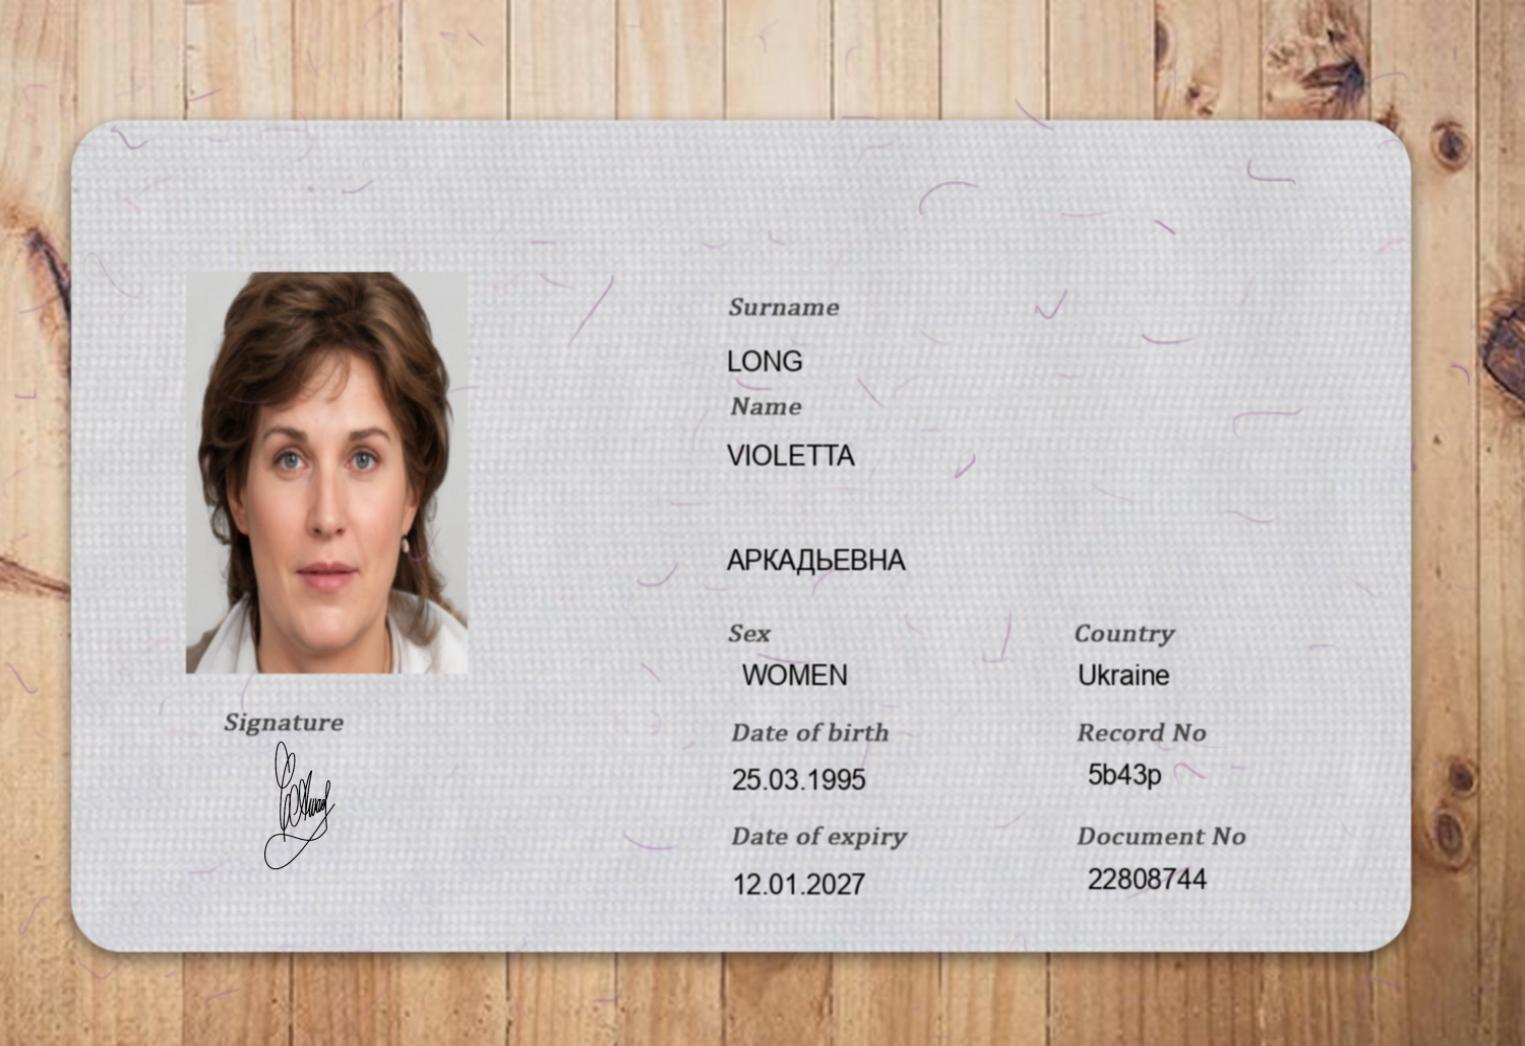 Surname
LONG
Name
VIOLETTA
АРКАДЬЕВНА
Sex
Country
WOMEN
Ukraine
Date of birth
Record No
25.03.1995
5b43p
Date of expiry
Document No
12.01.2027
22808744
Signature